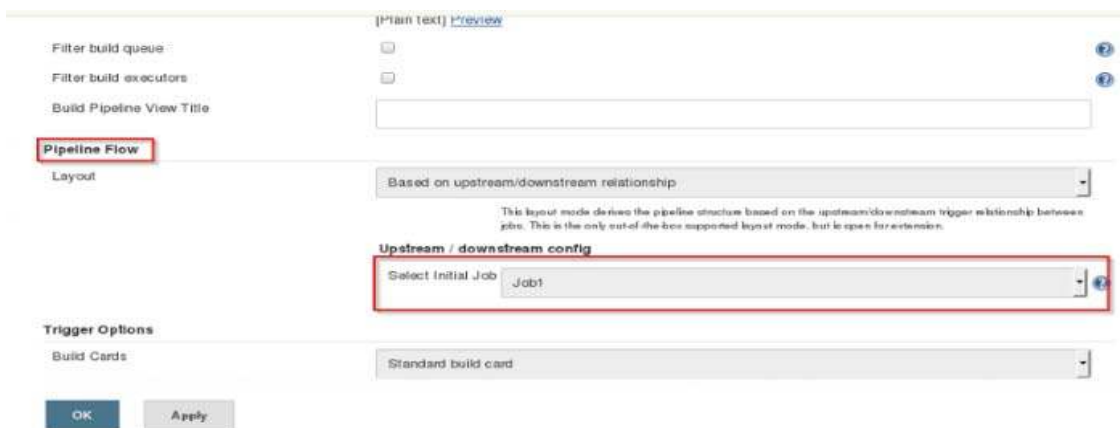 [Plain text] Preview
Filter build queue
Filter build executors
Build Pipeline View Title
Pipeline Flow
Layout
Based on upstream/downstream relationship
This layout mode derives the pipeline structure based on the upstream/downstream trigger relationship between
jobs. This is the only out-of-the-box supported layout mode, but is open for extension.
Upstream / downstream config
Select Initial Job
Job1
Trigger Options
Build Cards
Standard build card
OK
Apply